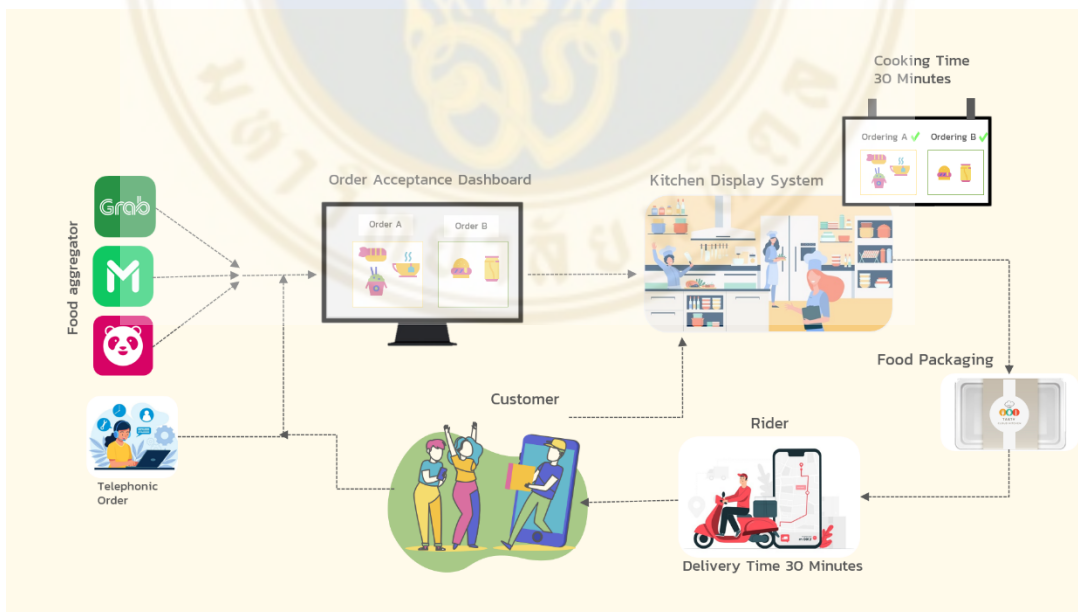 Cooking Time
30 Minutes
Ordering A
Ordering B
Order Acceptance Dashboard
Kitchen Display System
Order A
Order B
Food aggregator
Grab
Food Packaging
Customer
Rider
Telephonic
Order
Delivery Time 30 Minutes